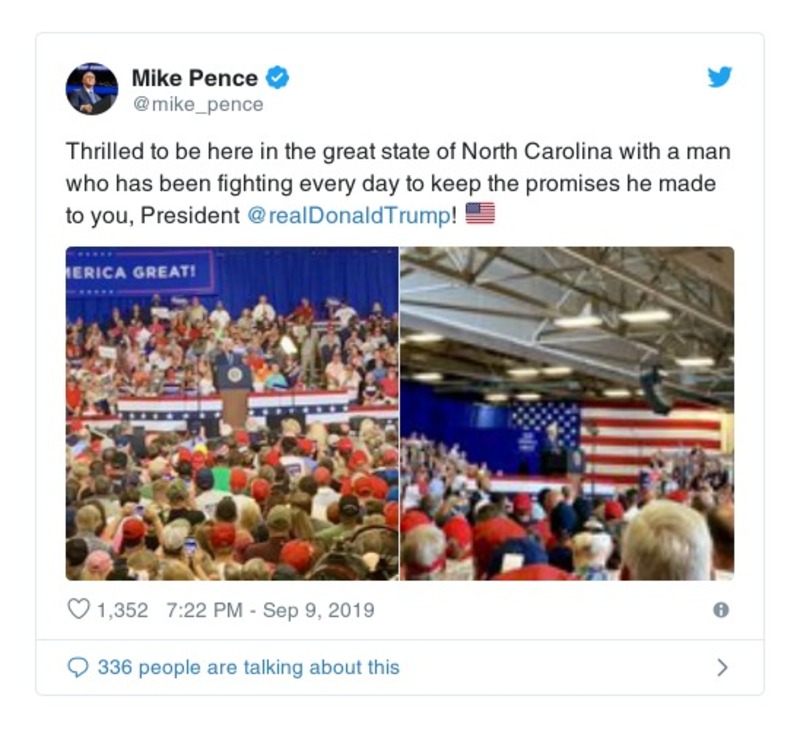 Mike Pence
@mike_pence
Thrilled to be here in the great state of North Carolina with a man
who has been fighting every day to keep the promises he made
to you, President @realDonaldTrump! 🇺🇸
MERICA GREAT!
1,352 7:22 PM - Sep 9, 2019
336 people are talking about this